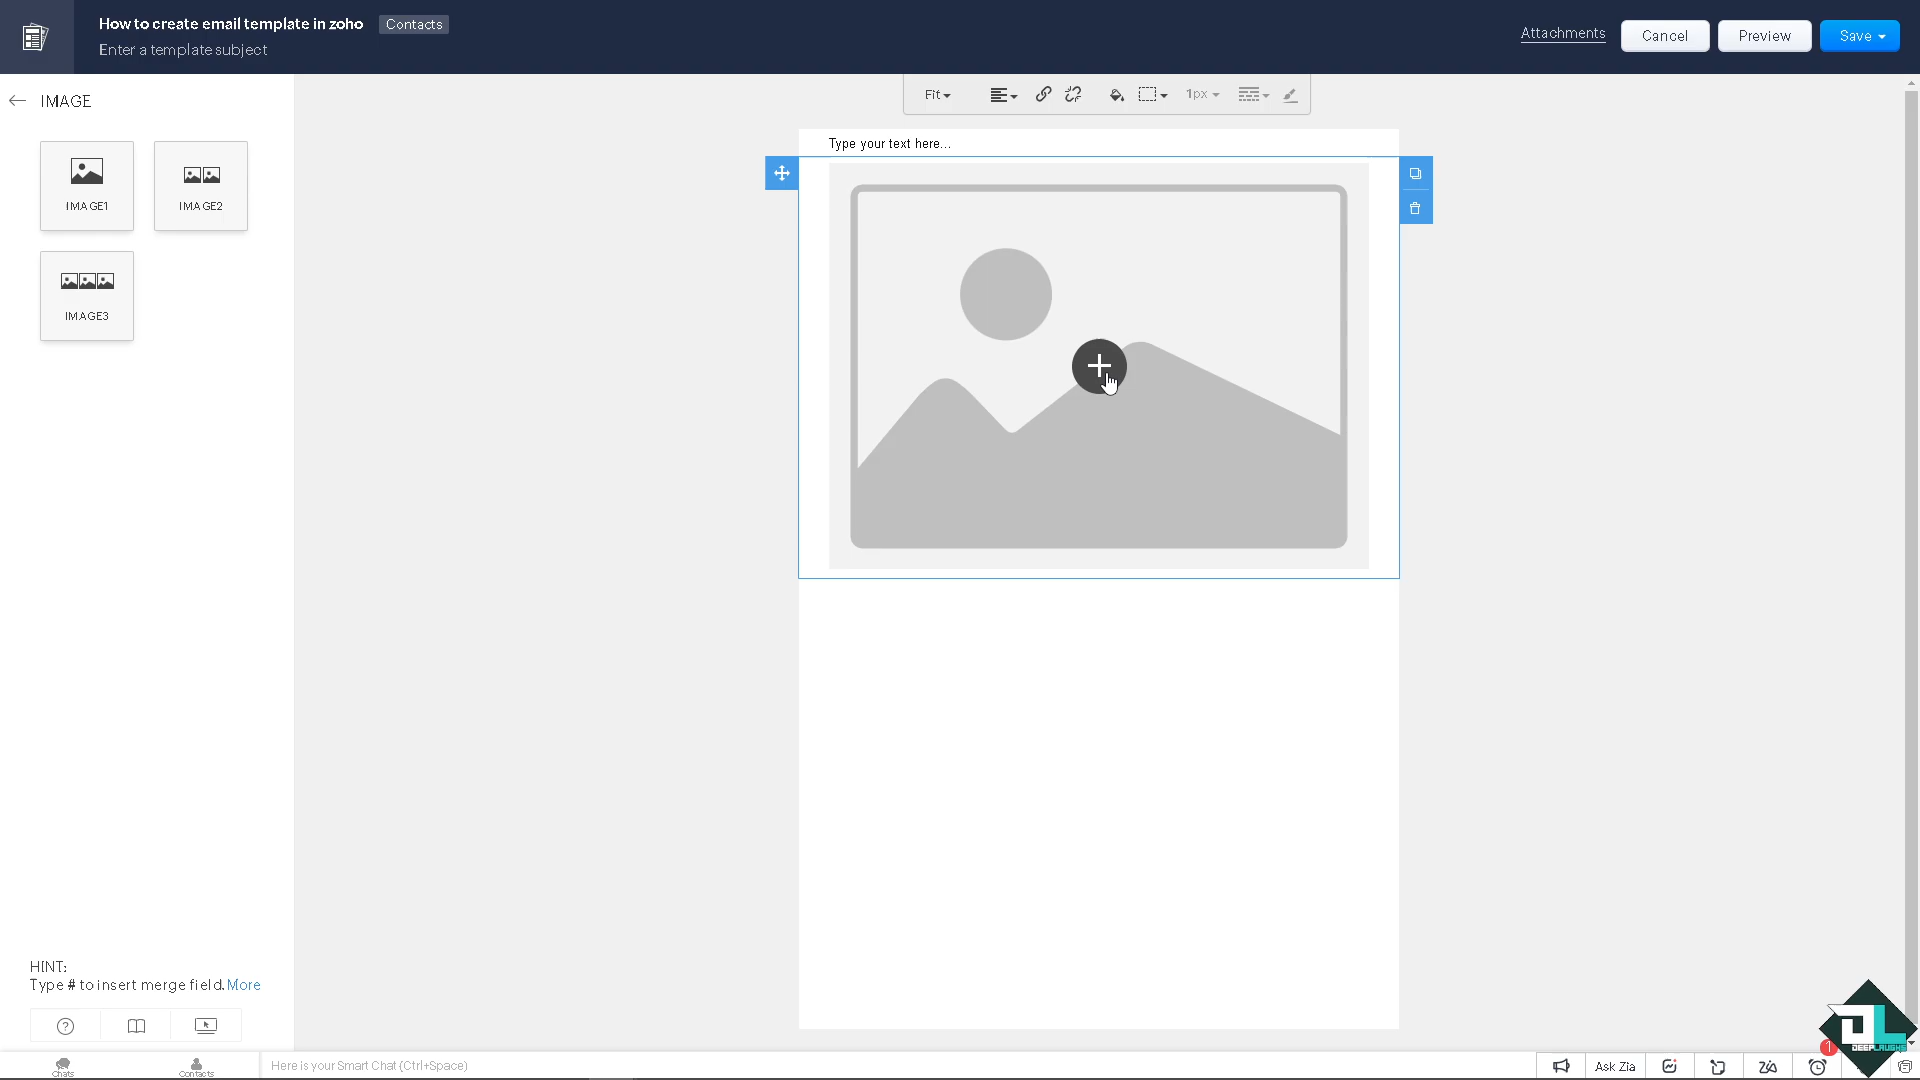 How to create email template in zoho Contacts
Enter a template subject
Attachments Cancel Preview Save
IMAGE
Fit 1px
Type your text here...
IMAGE1 IMAGE2
IMAGE3
HINT:
Type # to insert merge field. More
Chats Contacts Here is your Smart Chat (Ctrl+Space) Ask Zia
1
DEEPLAUGHS